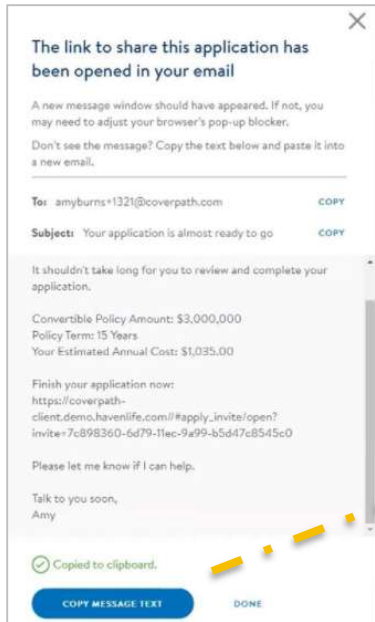 The link to share this application has
been opened in your email
A new message window should have appeared. If not, you
may need to adjust your browser's pop-up blocker.
Don't see the message? Copy the text below and paste it into
a new email.
To: amyburns+1321@coverpath.com COPY
Subject: Your application is almost ready to go COPY
It shouldn't take long for you to review and complete your
application.
Convertible Policy Amount: $3,000,000
Policy Term: 15 Years
Your Estimated Annual Cost: $1,035.00
Finish your application now:
https://coverpath-
client.demo.havenlife.com//#apply_invite/open?
invite=7c898360-6d79-11ec-9a99-b5d47c8545c0
Please let me know if I can help.
Talk to you soon,
Amy
Copied to clipboard.
COPY MESSAGE TEXT DONE